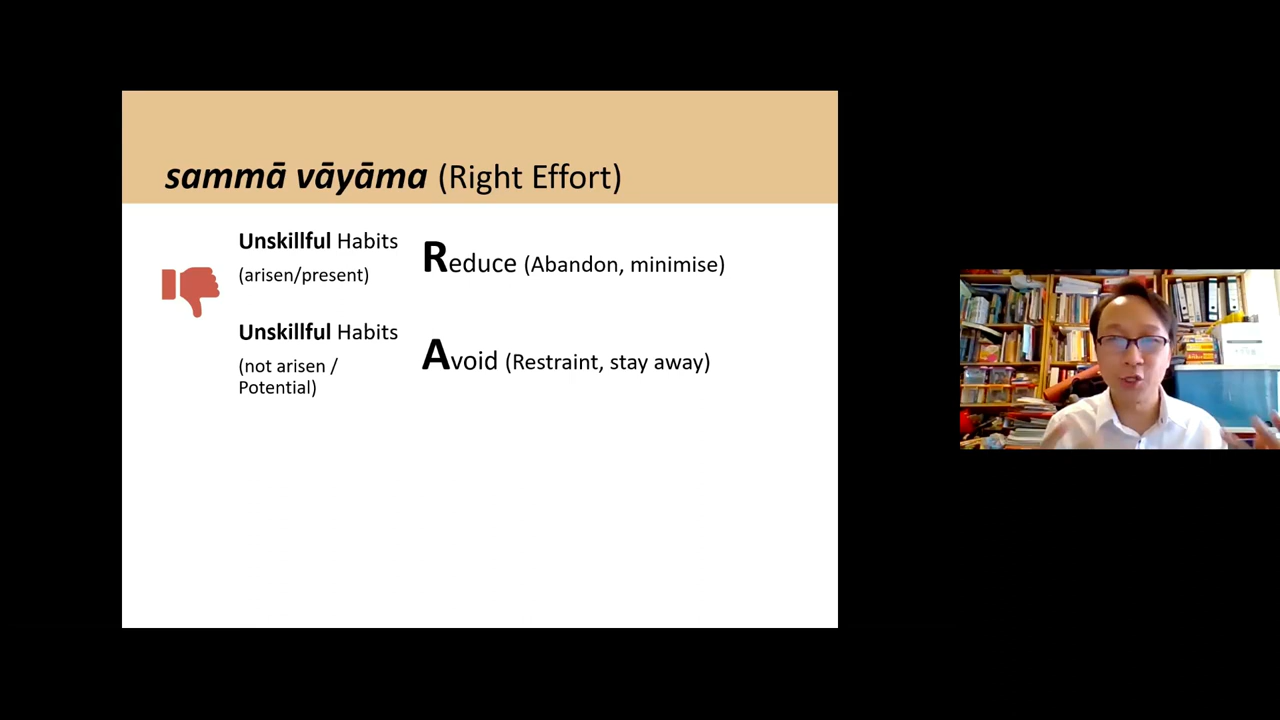 sammā vāyāma (Right Effort)
Unskillful Habits
(arisen/present)
Reduce (Abandon, minimise)
Unskillful Habits
(not arisen /
Potential)
Avoid (Restraint, stay away)